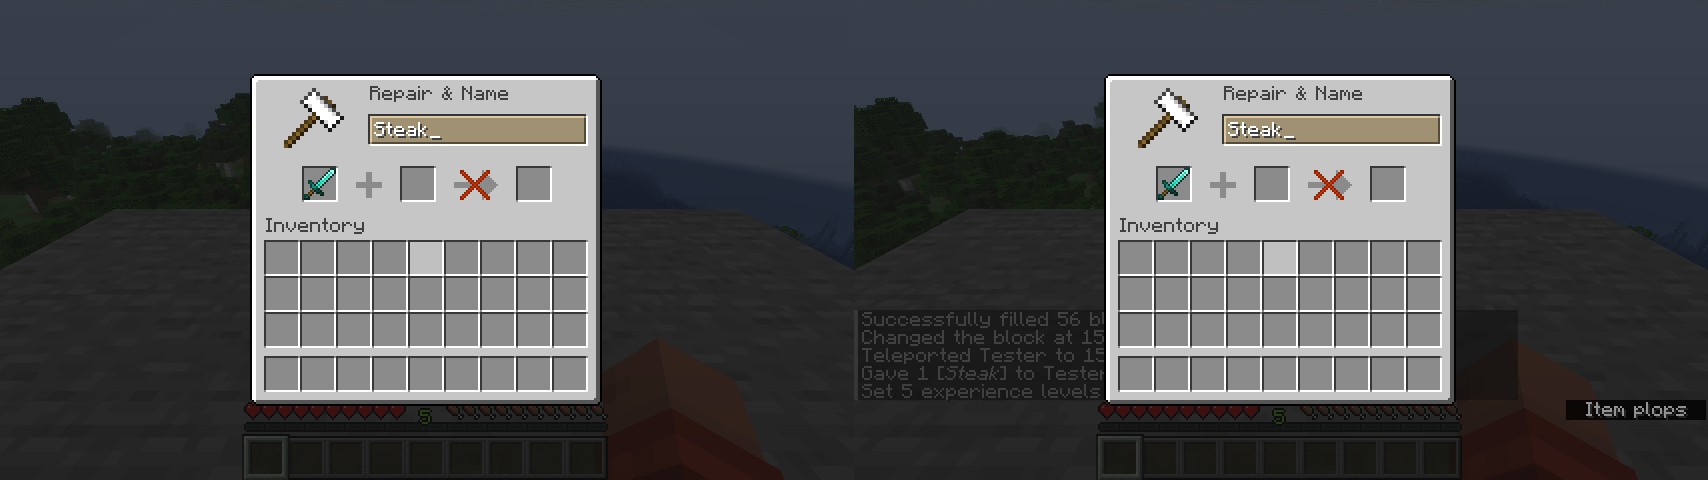 Repair & Name
Steak_
Inventory
5
Repair & Name
Steak_
Inventory
Successfully filled 56 bl
Changed the block at 15
Teleported Tester to 15
Gave 1 [Steak] to Tester
Set 5 experience levels
5
Item plops